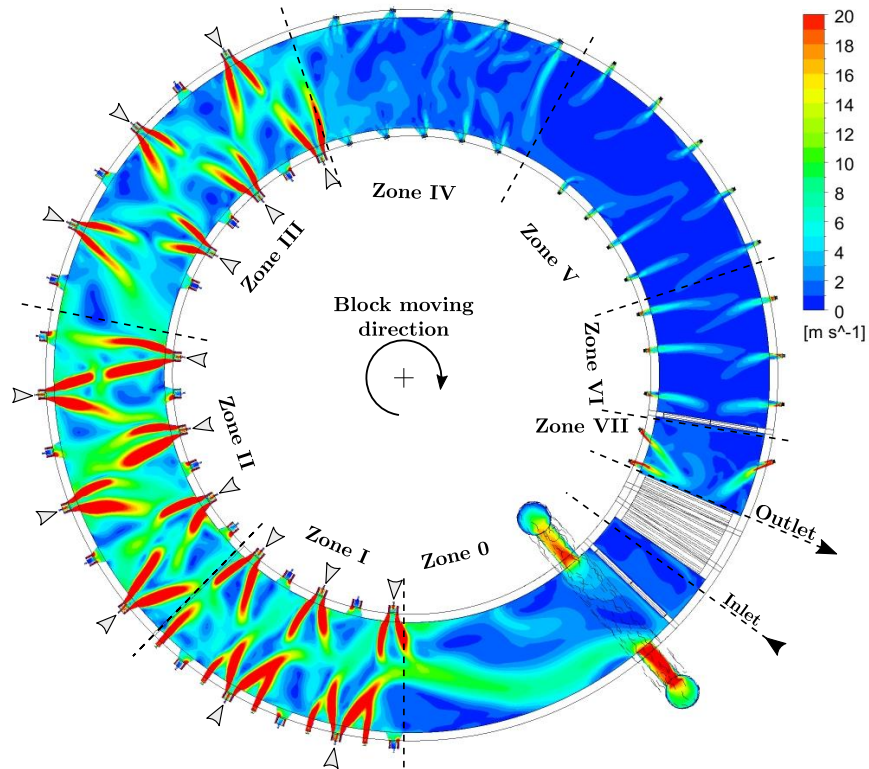 20
18
16
14
12
10
8
6
4
2
0
[m s^-1]
Zone IV
Zone III
Zone V
Block moving
direction
Zone VI
Zone II
Zone VII
Zone I
Zone 0
Outlet
Inlet